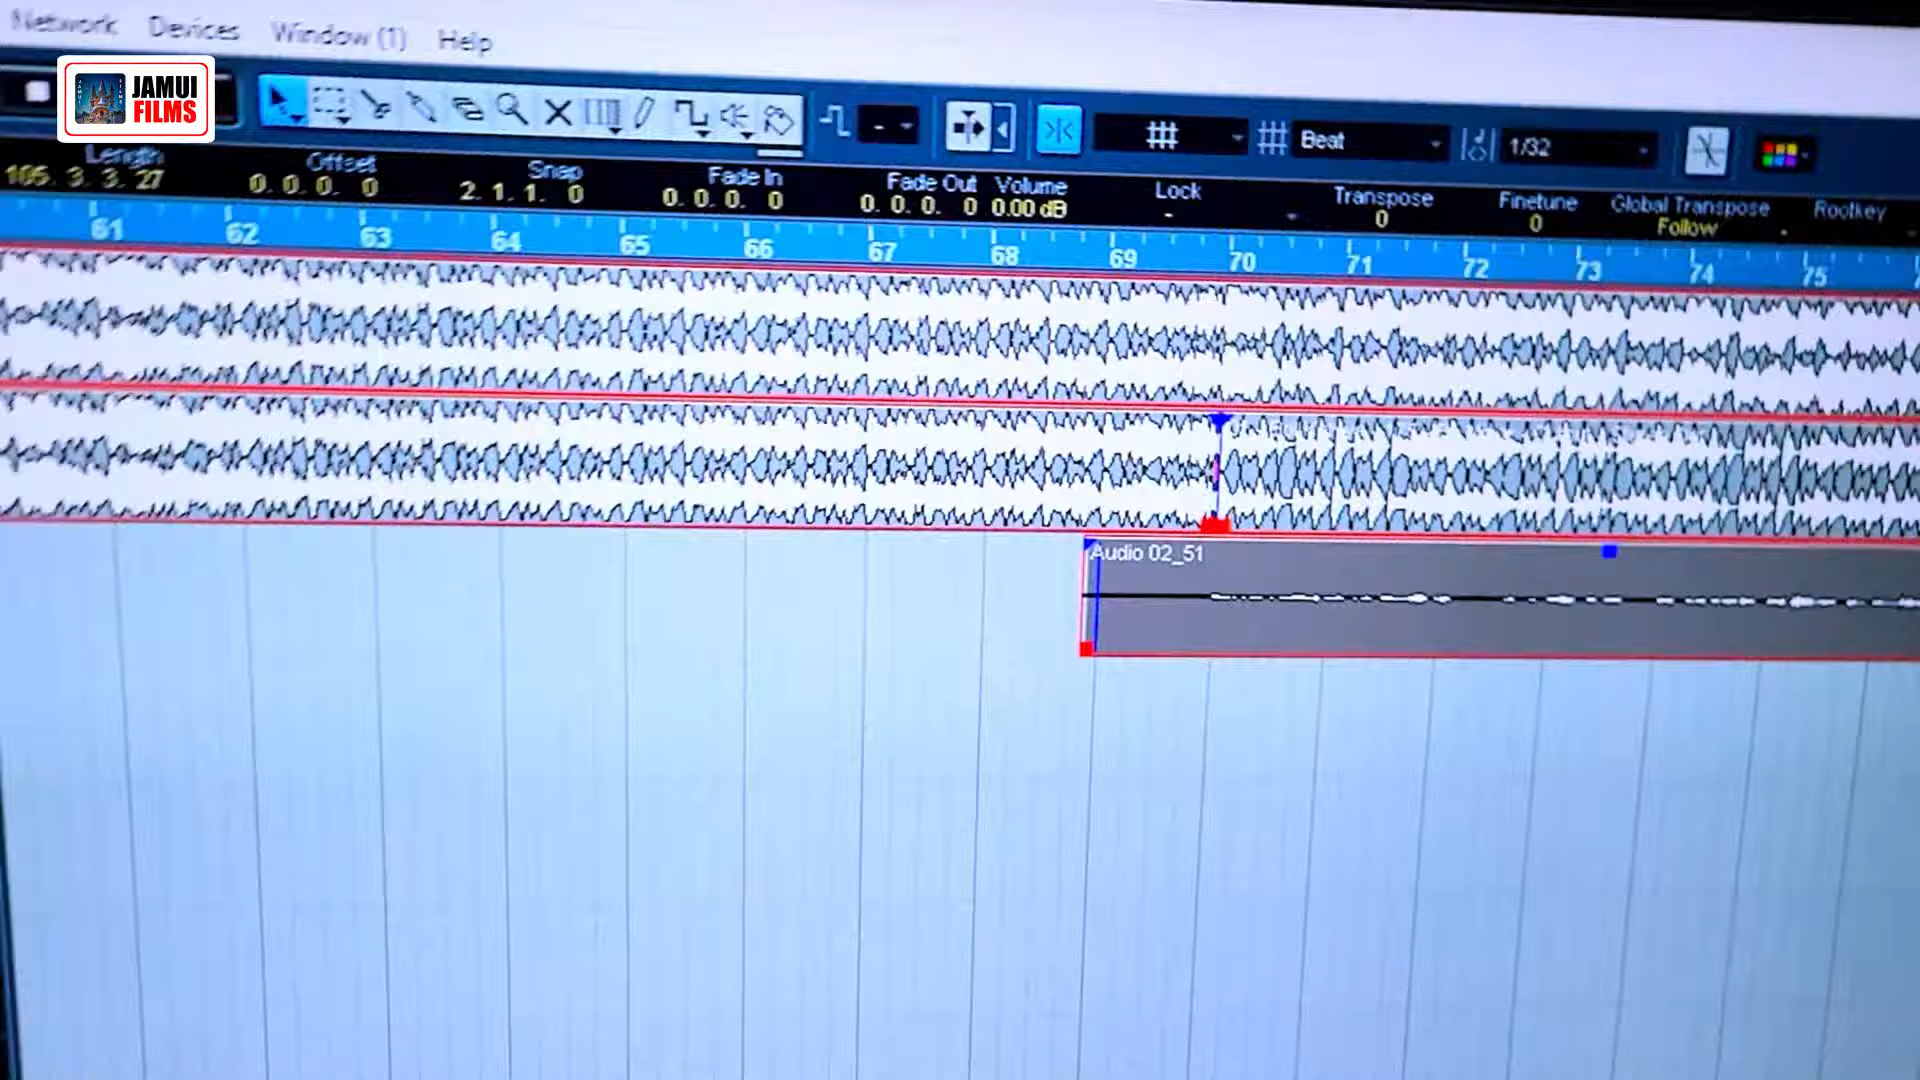 Network Devices Window (1) Help
JAMUI
FILMS
Beat 1/32
Length Offset Snap Fade In Fade Out Volume Lock Transpose Finetune Global Transpose Rootkey
105. 3. 3. 27 0. 0. 0. 0 2. 1. 1. 0 0. 0. 0. 0 0. 0. 0. 0 0.00 dB - 0 0 Follow
61 62 63 64 65 66 67 68 69 70 71 72 73 74 75
Audio 02_51